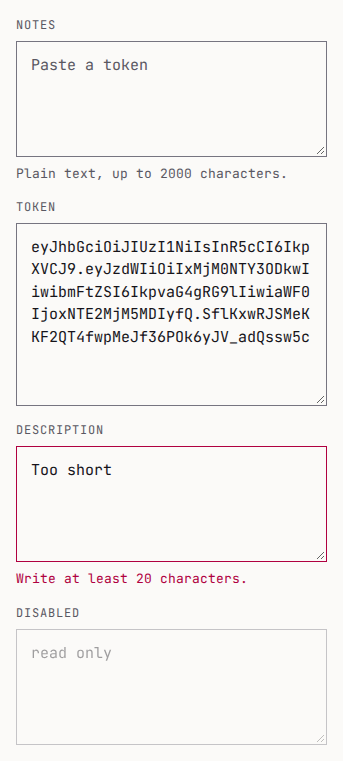 NOTES
Paste a token
Plain text, up to 2000 characters.
TOKEN
eyJhbGciOiJIUzI1NiIsInR5cCI6Ikp
XVCJ9.eyJzdWIiOiIxMjM0NTY3ODkwI
iwibmFtZSI6IkpvaG4gRG9lIiwiaWF0
IjoxNTE2MjM5MDIyfQ.SflKxwRJSMeK
KF2QT4fwpMeJf36POk6yJV_adQssw5c
DESCRIPTION
Too short
Write at least 20 characters.
DISABLED
read only